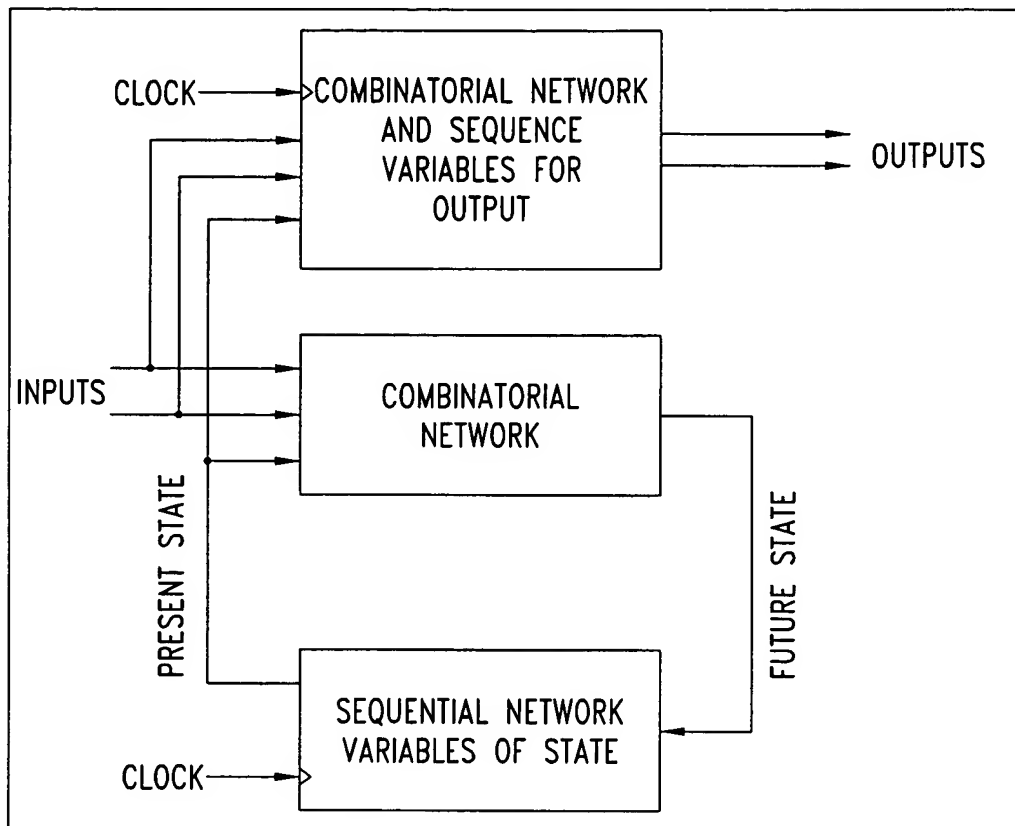 CLOCK
COMBINATORIAL NETWORK
AND SEQUENCE
VARIABLES FOR
OUTPUT
OUTPUTS
INPUTS
COMBINATORIAL
NETWORK
PRESENT STATE
FUTURE STATE
SEQUENTIAL NETWORK
VARIABLES OF STATE
CLOCK